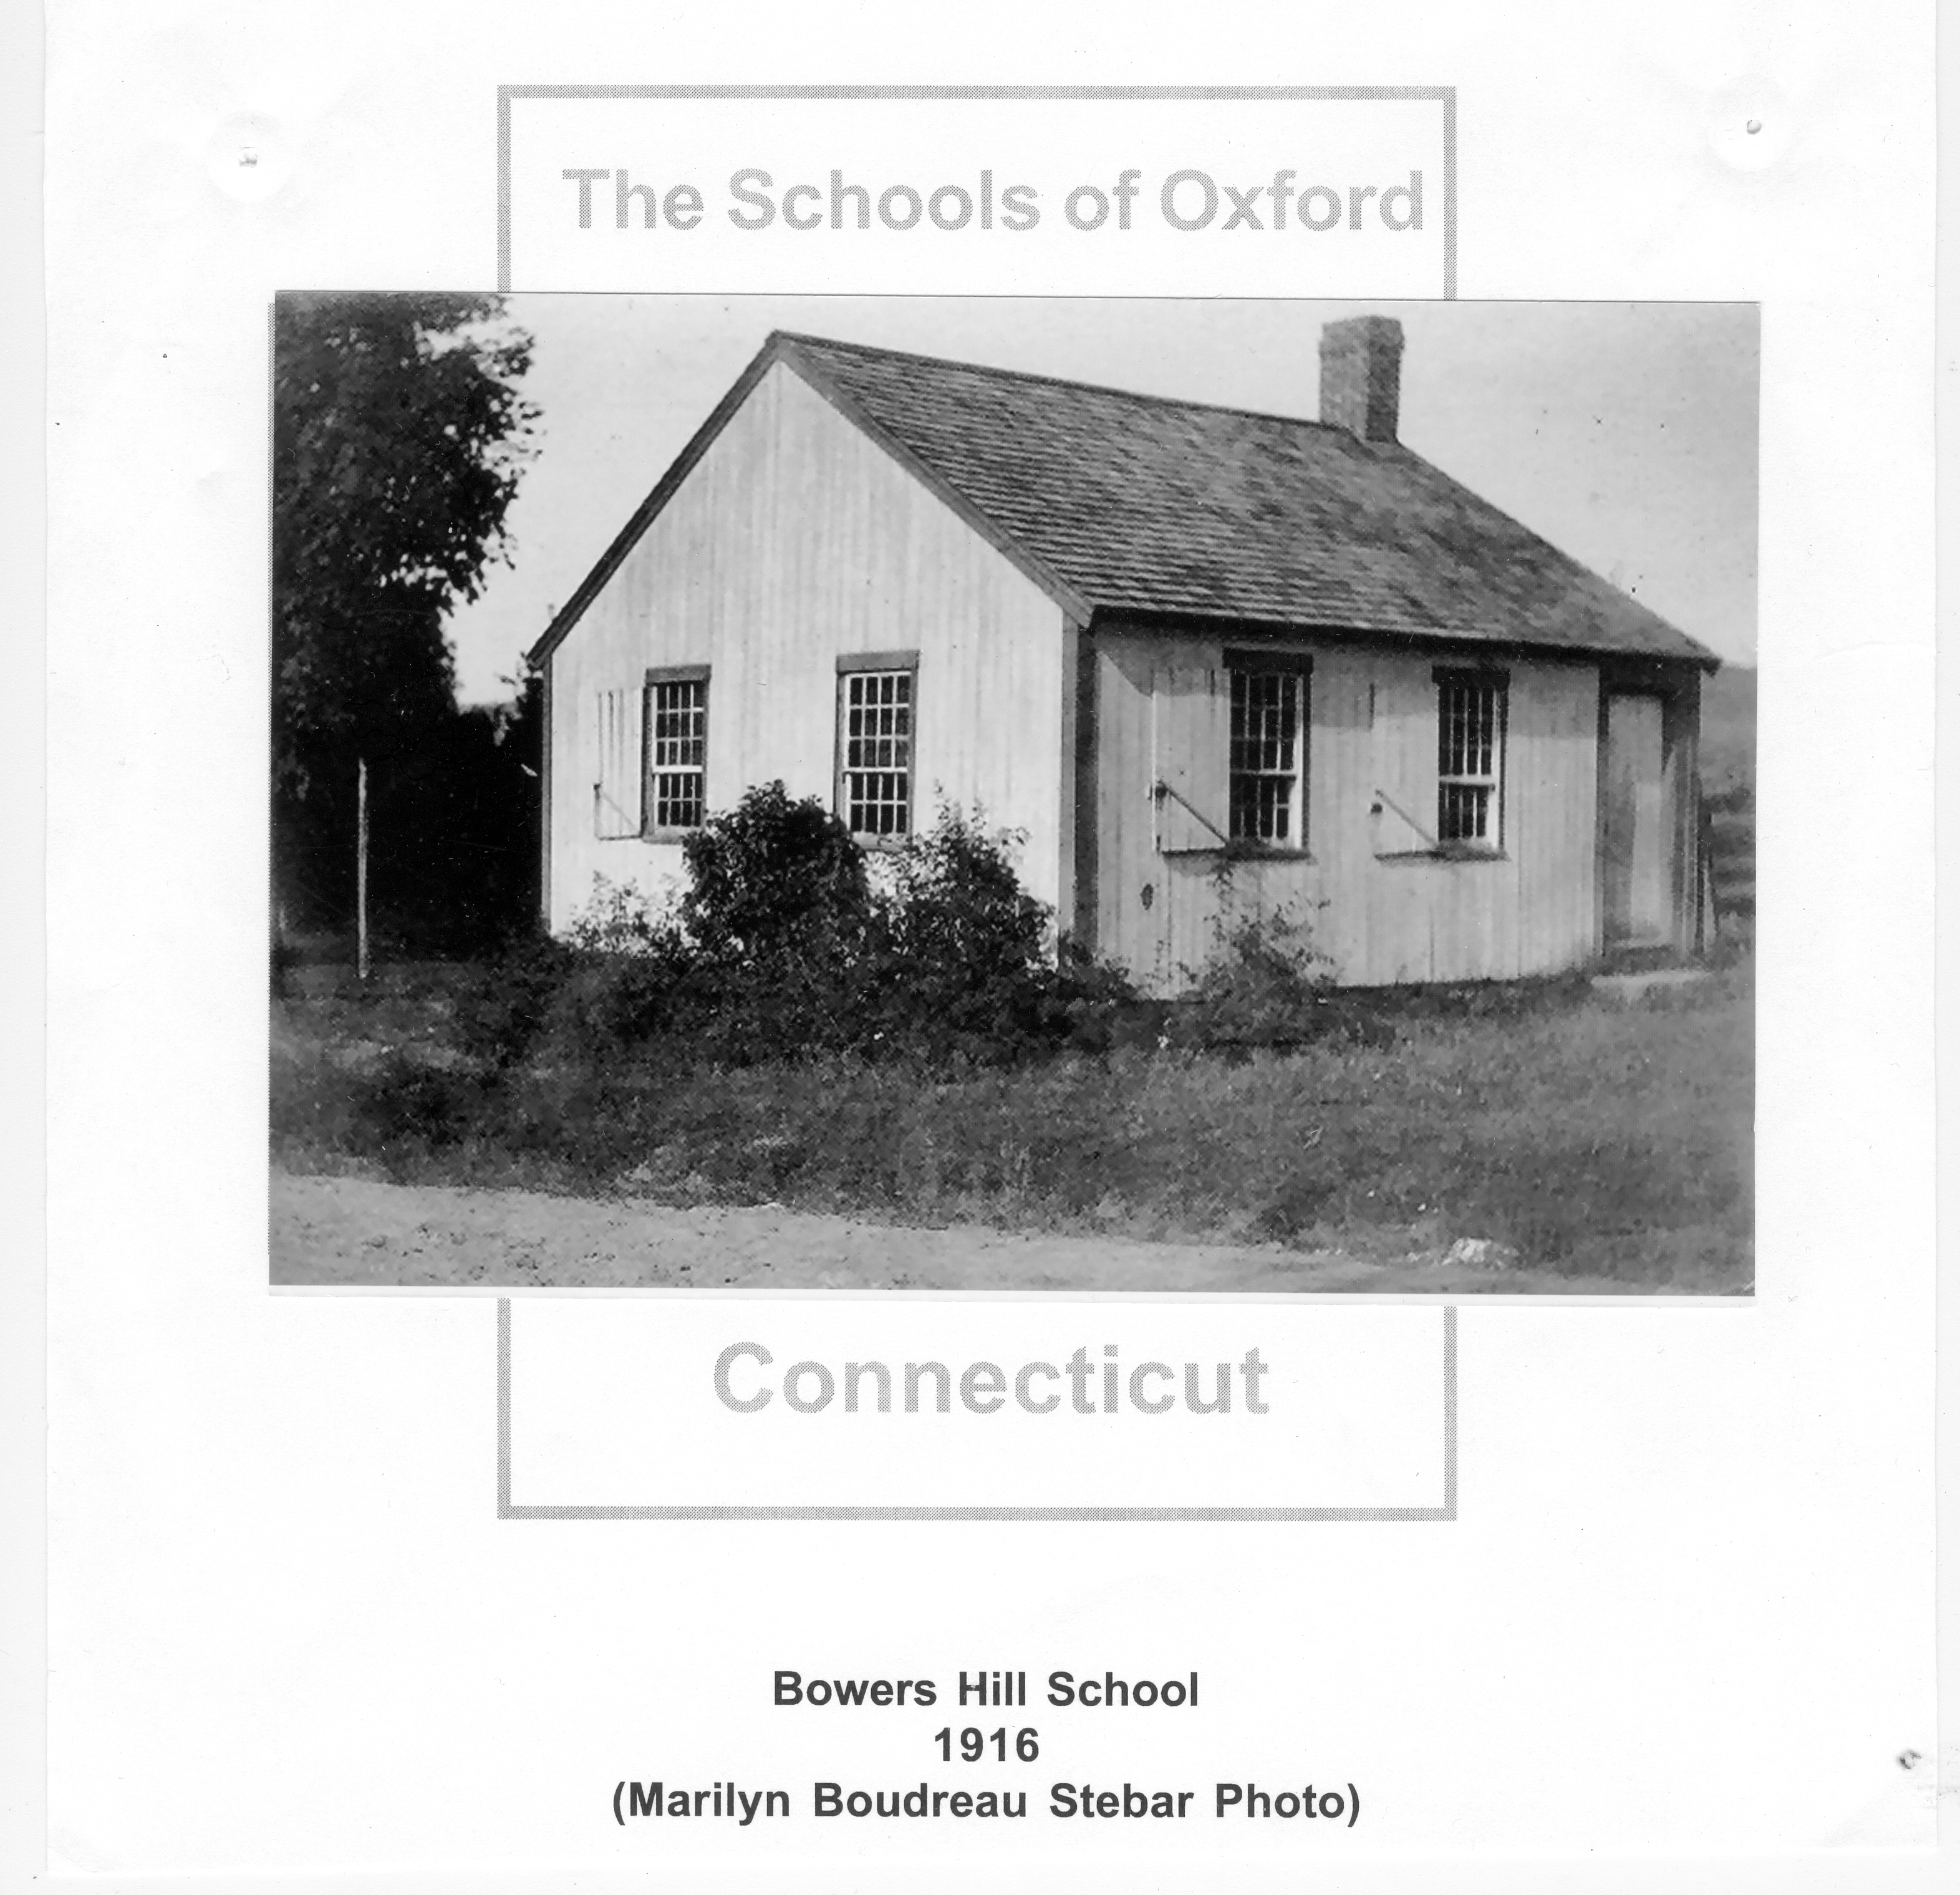 The Schools of Oxford
Connecticut
Bowers Hill School
1916
(Marilyn Boudreau Stebar Photo)